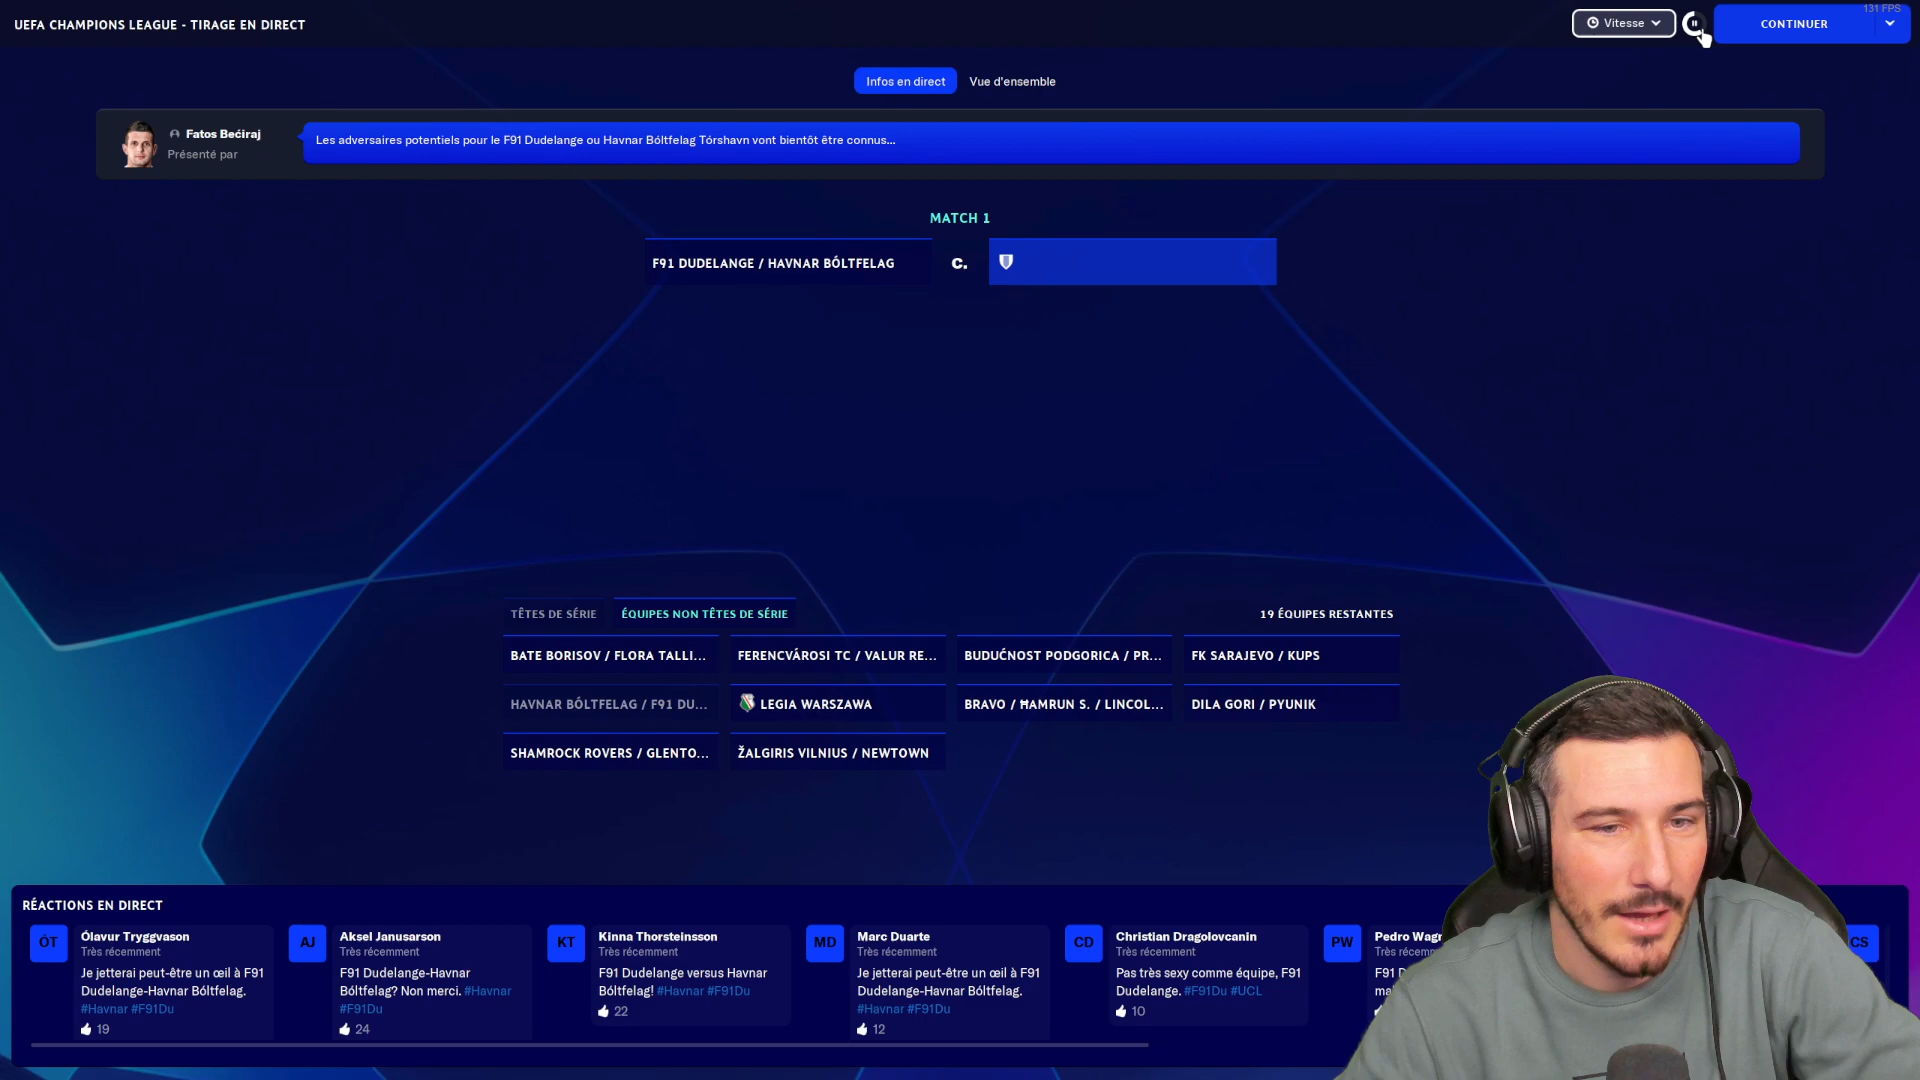 131 FPS
UEFA CHAMPIONS LEAGUE - TIRAGE EN DIRECT
Vitesse
CONTINUER
Infos en direct
Vue d'ensemble
Fatos Bećiraj
Présenté par
Les adversaires potentiels pour le F91 Dudelange ou Havnar Bóltfelag Tórshavn vont bientôt être connus...
MATCH 1
F91 DUDELANGE / HAVNAR BÓLTFELAG
C.
TÊTES DE SÉRIE
ÉQUIPES NON TÊTES DE SÉRIE
19 ÉQUIPES RESTANTES
BATE BORISOV / FLORA TALLI...
FERENCVÁROSI TC / VALUR RE...
BUDUĆNOST PODGORICA / PR...
FK SARAJEVO / KUPS
HAVNAR BÓLTFELAG / F91 DU...
LEGIA WARSZAWA
BRAVO / ĦAMRUN S. / LINCOL...
DILA GORI / PYUNIK
SHAMROCK ROVERS / GLENTO...
ŽALGIRIS VILNIUS / NEWTOWN
RÉACTIONS EN DIRECT
ÓT
Ólavur Tryggvason
Très récemment
Je jetterai peut-être un œil à F91
Dudelange-Havnar Bóltfelag.
#Havnar #F91Du
19
AJ
Aksel Janusarson
Très récemment
F91 Dudelange-Havnar
Bóltfelag? Non merci. #Havnar
#F91Du
24
KT
Kinna Thorsteinsson
Très récemment
F91 Dudelange versus Havnar
Bóltfelag! #Havnar #F91Du
22
MD
Marc Duarte
Très récemment
Je jetterai peut-être un œil à F91
Dudelange-Havnar Bóltfelag.
#Havnar #F91Du
12
CD
Christian Dragolovcanin
Très récemment
Pas très sexy comme équipe, F91
Dudelange. #F91Du #UCL
10
PW
Pedro
Très récem
F91
CS